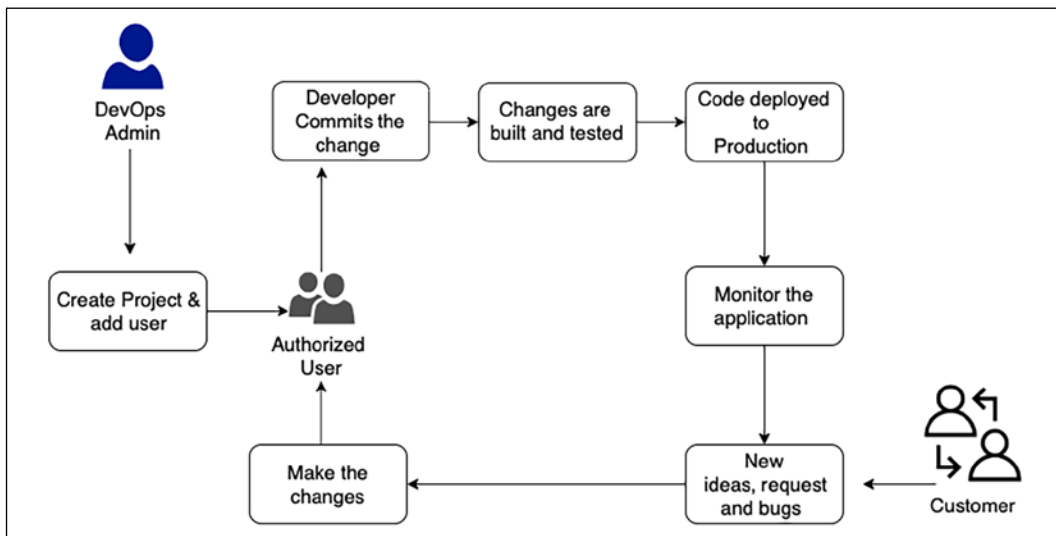 DevOps
Admin
Developer
Commits the
change
Changes are
built and tested
Code deployed
to
Production
Create Project &
add user
Authorized
User
Monitor the
application
Make the
changes
New
ideas, request
and bugs
Customer